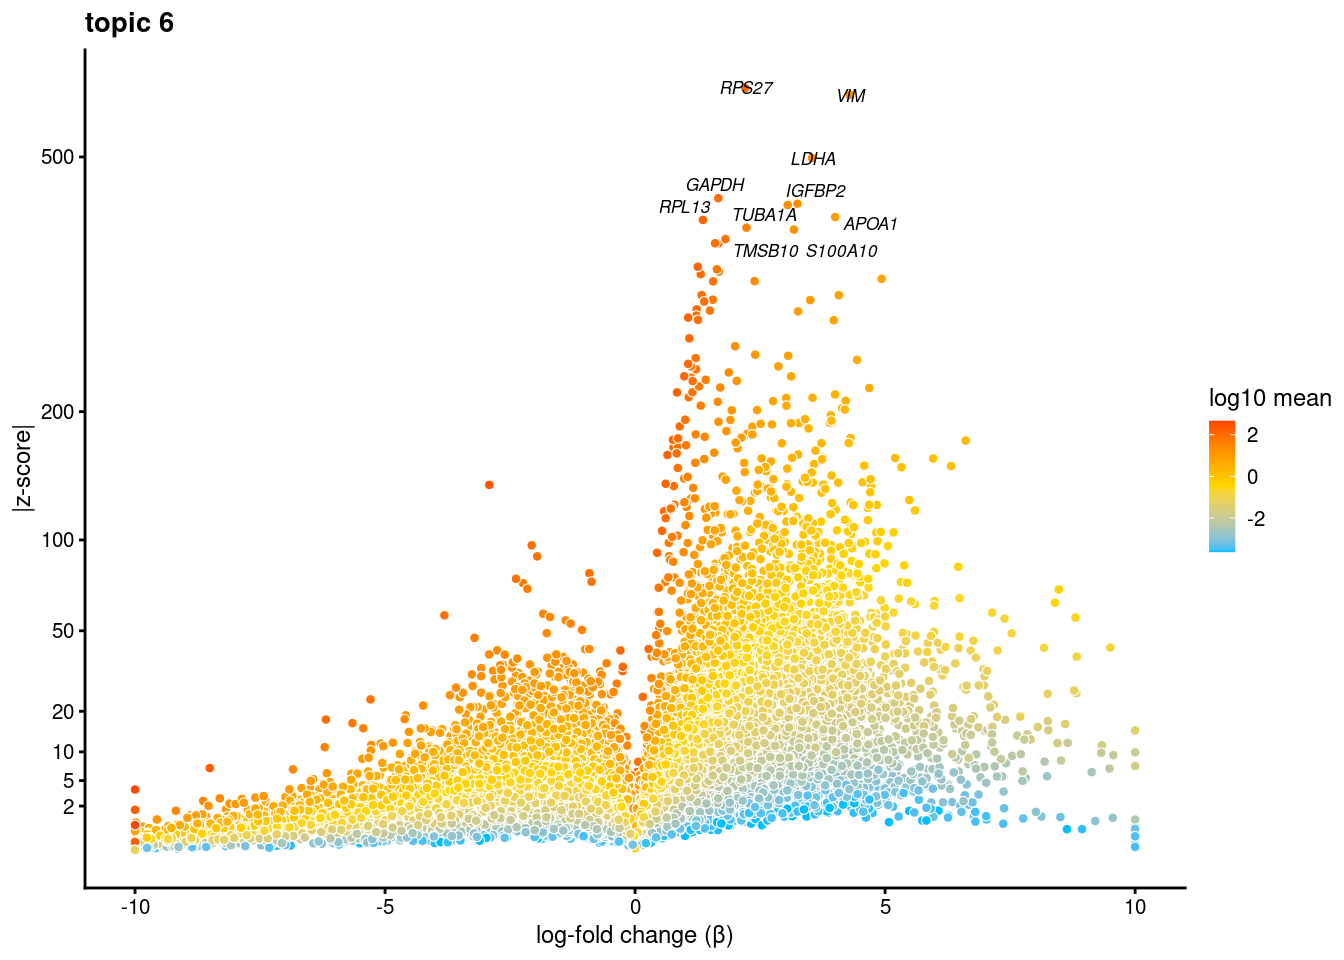 topic 6
RPS27
VIM
500
LDHA
GAPDH
IGFBP2
RPL13
TUBA1A
APOA1
TMSB10
S100A10
log10 mean
200
2
0
-2
|z-score|
100
50
20
10
5
2
-10
-5
0
5
10
log-fold change (β)